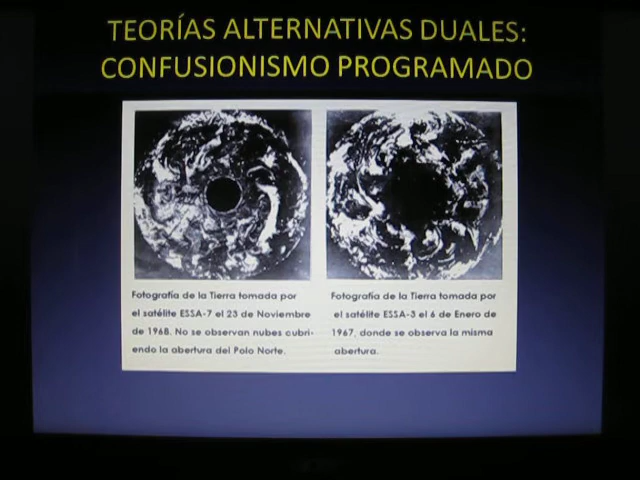 TEORÍAS ALTERNATIVAS DUALES:
CONFUSIONISMO PROGRAMADO
Fotografía de la Tierra tomada por
el satélite ESSA-7 el 23 de Noviembre
de 1968. No se observan nubes cubri-
endo la abertura del Polo Norte.
Fotografía de la Tierra tomada por
el satélite ESSA-3 el 6 de Enero de
1967, donde se observa la misma
abertura.